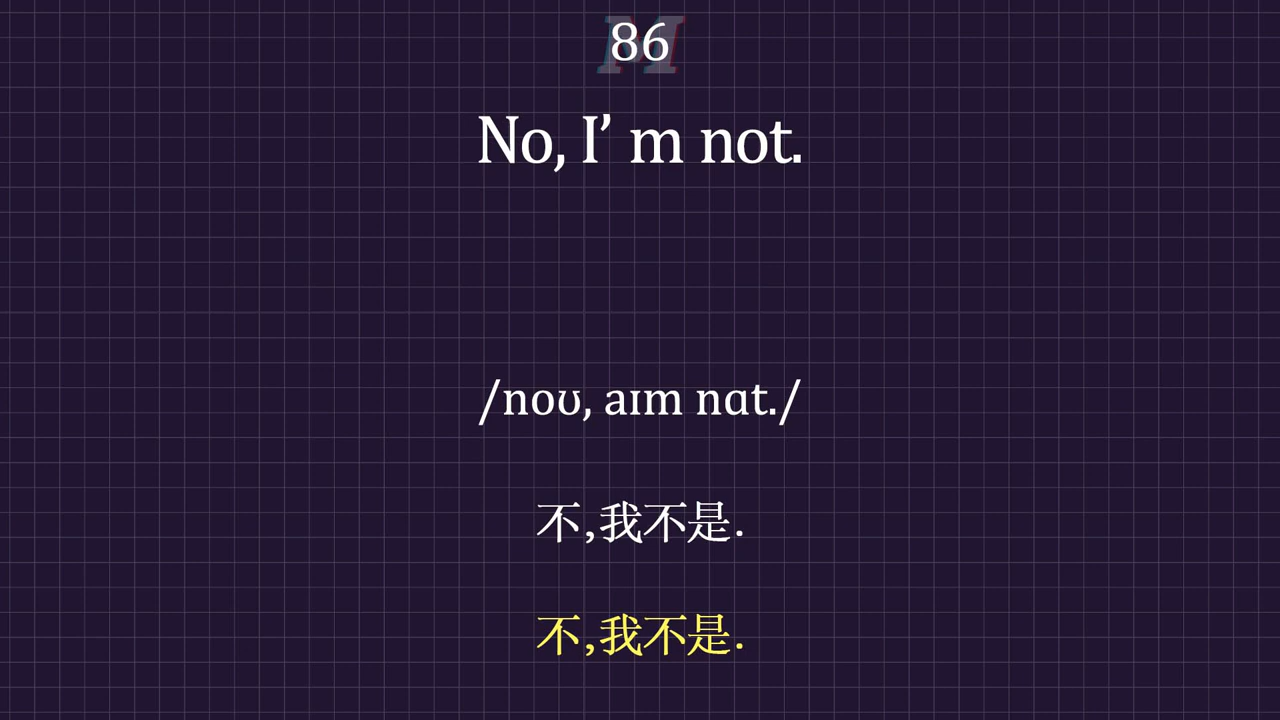 86
No, I’ m not.
/noʊ, aɪm nɑt./
不,我不是.
不,我不是.